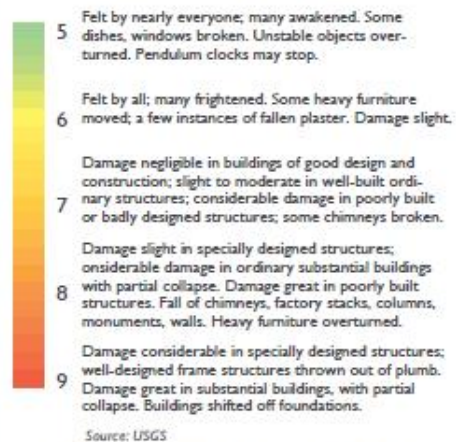 5 Felt by nearly everyone; many awakened. Some
dishes, windows broken. Unstable objects over-
turned. Pendulum clocks may stop.
6 Felt by all; many frightened. Some heavy furniture
moved; a few instances of fallen plaster. Damage slight.
Damage negligible in buildings of good design and
construction; slight to moderate in well-built ordi-
7 nary structures; considerable damage in poorly built
or badly designed structures; some chimneys broken.
Damage slight in specially designed structures;
onsiderable damage in ordinary substantial buildings
8 with partial collapse. Damage great in poorly built
structures. Fall of chimneys, factory stacks, columns,
monuments, walls. Heavy furniture overturned.
Damage considerable in specially designed structures;
well-designed frame structures thrown out of plumb.
9 Damage great in substantial buildings, with partial
collapse. Buildings shifted off foundations.
Source: USGS